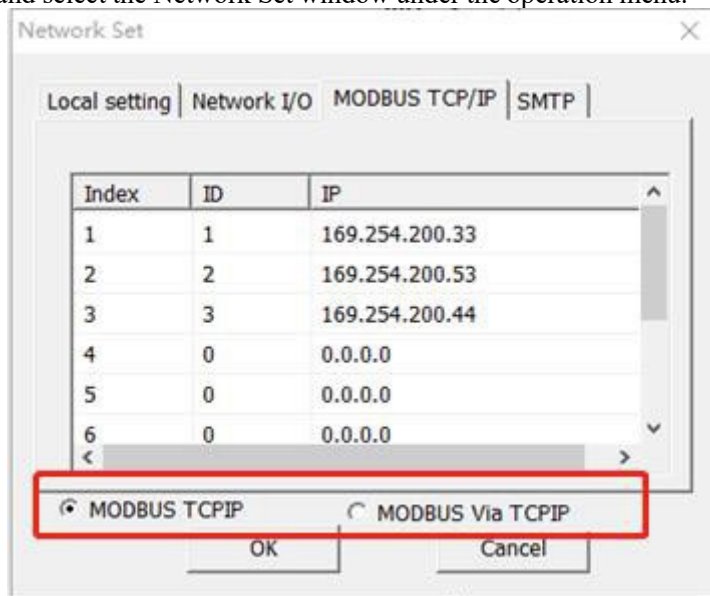 and select the Network Set window under the operation menu.
Network Set
Local setting Network I/O MODBUS TCP/IP SMTP
Index ID IP
1 1 169.254.200.33
2 2 169.254.200.53
3 3 169.254.200.44
4 0 0.0.0.0
5 0 0.0.0.0
6 0 0.0.0.0
MODBUS TCPIP MODBUS Via TCPIP
OK Cancel